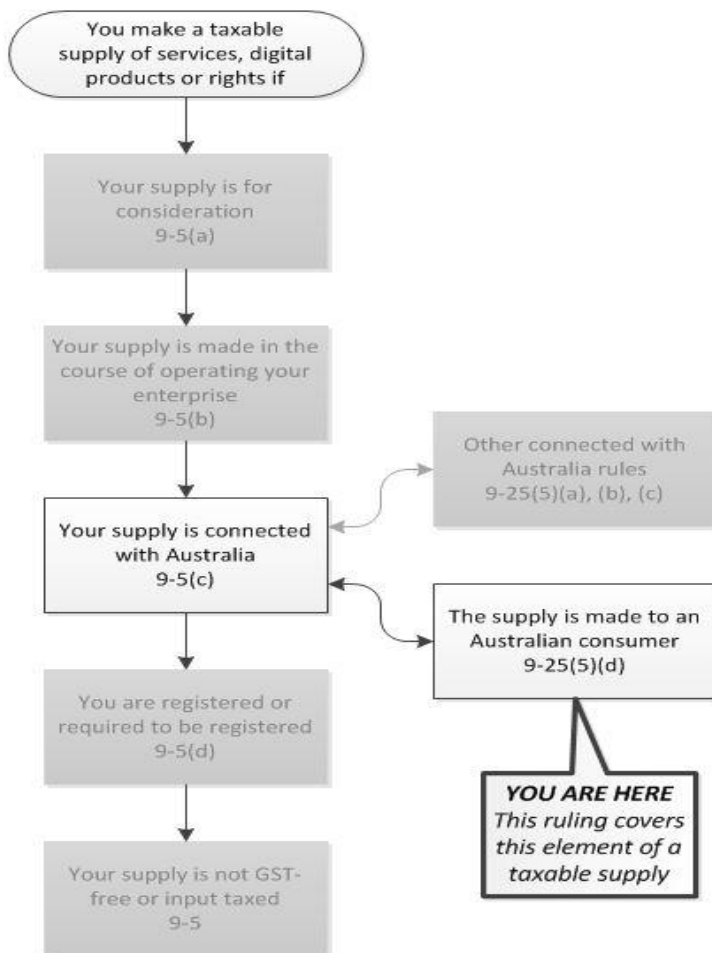 You make a taxable
supply of services, digital
products or rights if
Your supply is for
consideration
9-5(a)
Your supply is made in the
course of operating your
enterprise
9-5(b)
Other connected with
Australia rules
9-25(5)(a), (b), (c)
Your supply is connected
with Australia
9-5(c)
The supply is made to an
Australian consumer
9-25(5)(d)
You are registered or
required to be registered
9-5(d)
YOU ARE HERE
This ruling covers
this element of a
taxable supply
Your supply is not GST-
free or input taxed
9-5